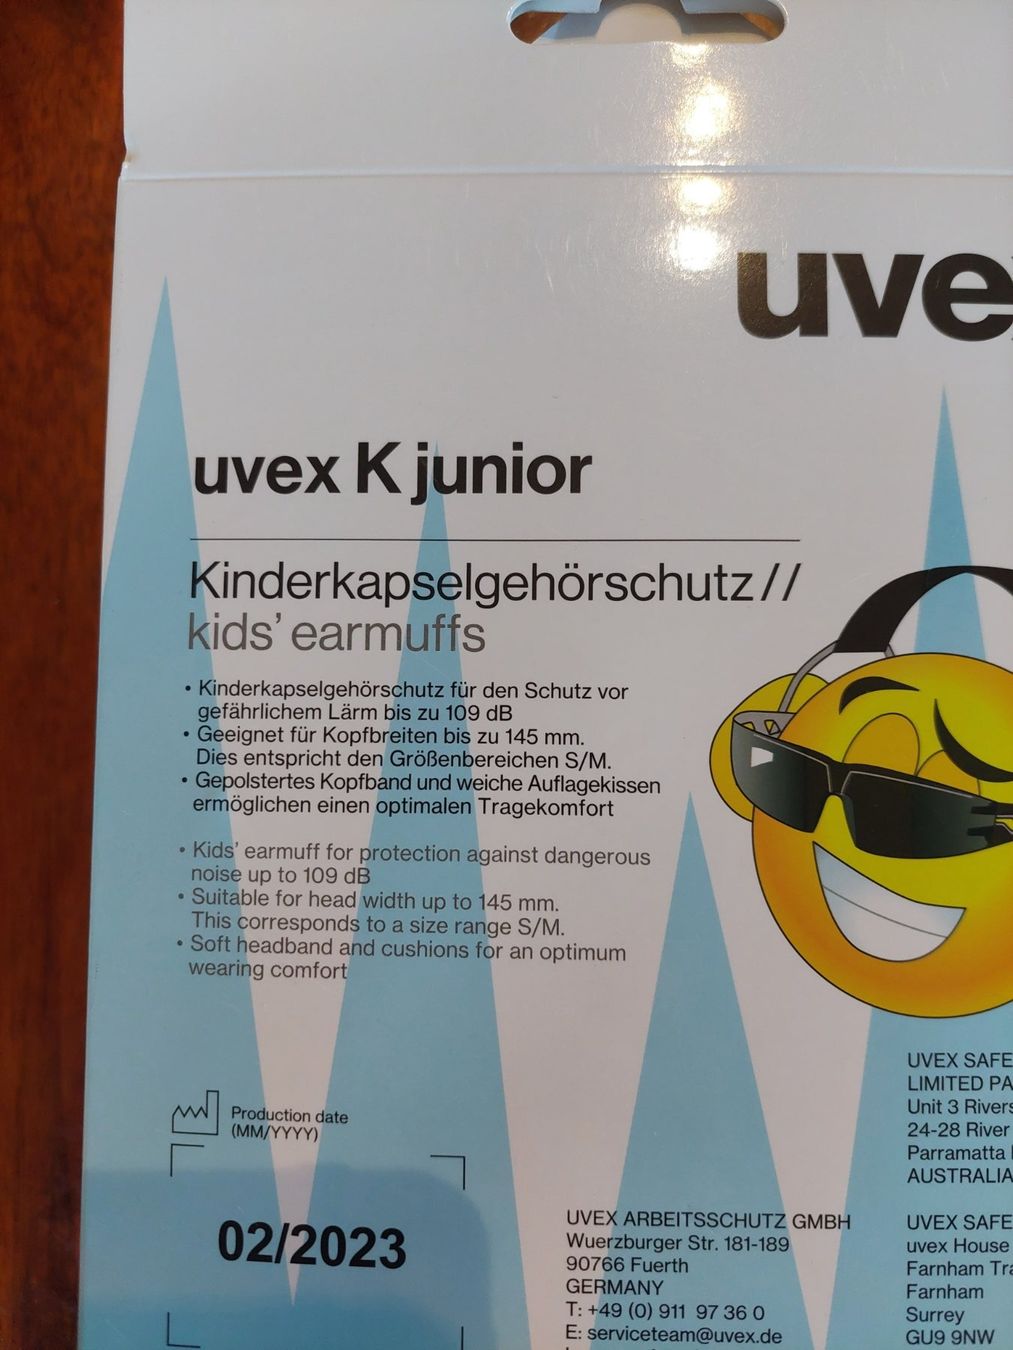 uvex
uvex K junior
Kinderkapselgehörschutz//
kids' earmuffs
• Kinderkapselgehörschutz für den Schutz vor
gefährlichem Lärm bis zu 109 dB
• Geeignet für Kopfbreiten bis zu 145 mm.
Dies entspricht den Größenbereichen S/M.
• Gepolstertes Kopfband und weiche Auflagekissen
ermöglichen einen optimalen Tragekomfort
• Kids' earmuff for protection against dangerous
noise up to 109 dB
• Suitable for head width up to 145 mm.
This corresponds to a size range S/M.
• Soft headband and cushions for an optimum
wearing comfort
Production date
(MM/YYYY)
02/2023
UVEX ARBEITSSCHUTZ GMBH
Wuerzburger Str. 181-189
90766 Fuerth
GERMANY
T: +49 (0) 911 97 36 0
E: serviceteam@uvex.de
UVEX
LIMITED
Unit 3
24-28 River
Parramatta
AUSTRALIA
UVEX
uvex House
Farnham
Farnham
Surrey
GU9 9NW